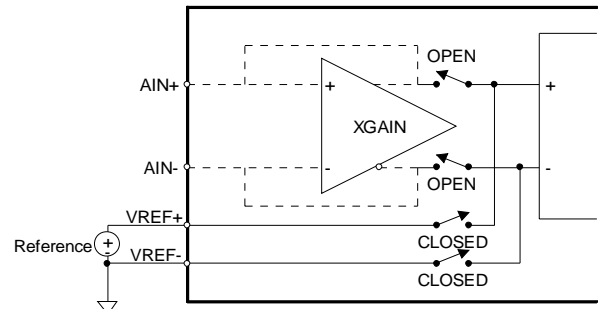 OPEN
AIN+
+
+
XGAIN
AIN-
-
-
OPEN
VREF+
CLOSED
Reference
+
-
VREF-
CLOSED